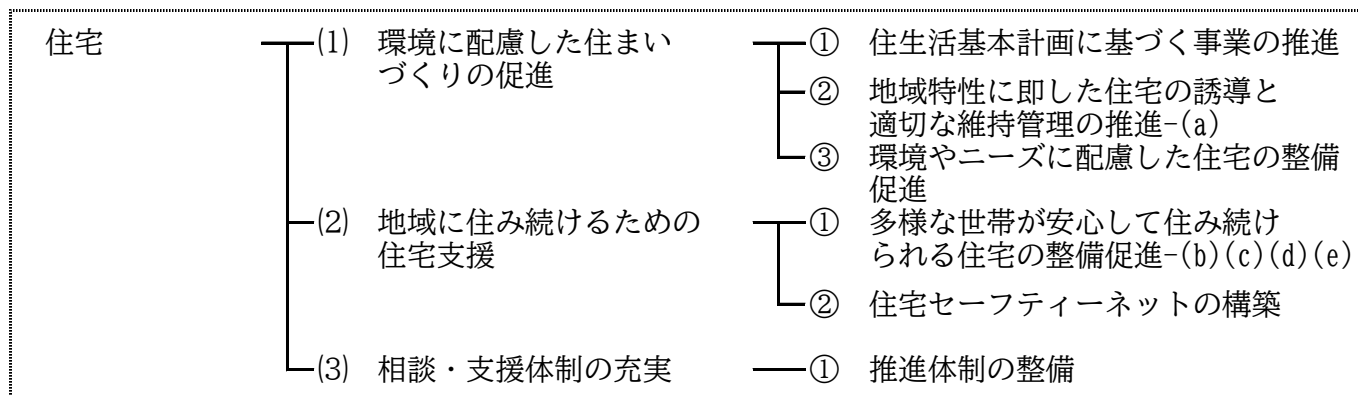 住宅
(1) 環境に配慮した住まい
づくりの促進
① 住生活基本計画に基づく事業の推進
② 地域特性に即した住宅の誘導と
適切な維持管理の推進-(a)
③ 環境やニーズに配慮した住宅の整備
促進
(2) 地域に住み続けるための
住宅支援
① 多様な世帯が安心して住み続け
られる住宅の整備促進-(b)(c)(d)(e)
② 住宅セーフティーネットの構築
(3) 相談・支援体制の充実
① 推進体制の整備